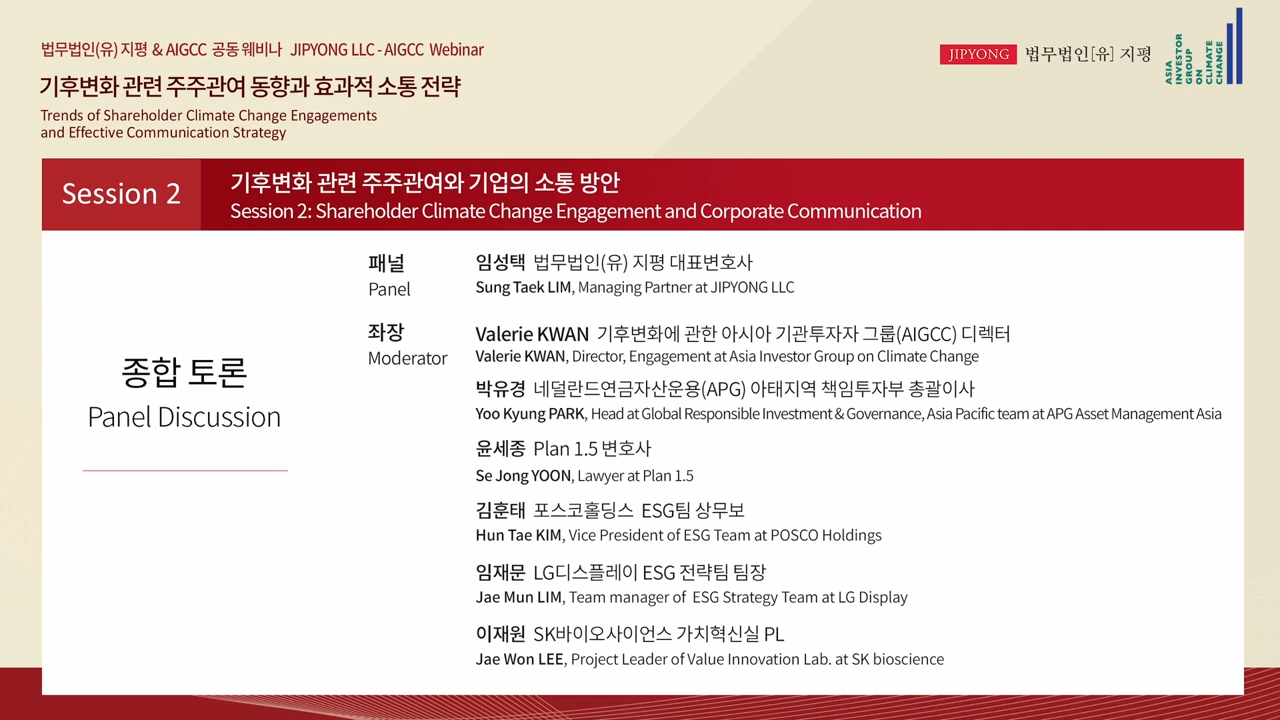 법무법인(유) 지평 & AIGCC 공동 웨비나 JIPYONG LLC - AIGCC Webinar
기후변화 관련 주주관여 동향과 효과적 소통 전략
Trends of Shareholder Climate Change Engagements
and Effective Communication Strategy
JIPYONG 법무법인[유] 지평
ASIA
INVESTOR
GROUP
ON
CLIMATE
CHANGE
Session 2
기후변화 관련 주주관여와 기업의 소통 방안
Session 2: Shareholder Climate Change Engagement and Corporate Communication
종합 토론
Panel Discussion
패널 임성택 법무법인(유) 지평 대표변호사
Panel Sung Taek LIM, Managing Partner at JIPYONG LLC
좌장 Valerie KWAN 기후변화에 관한 아시아 기관투자자 그룹(AIGCC) 디렉터
Moderator Valerie KWAN, Director, Engagement at Asia Investor Group on Climate Change
박유경 네덜란드연금자산운용(APG) 아태지역 책임투자부 총괄이사
Yoo Kyung PARK, Head at Global Responsible Investment & Governance, Asia Pacific team at APG Asset Management Asia
윤세종 Plan 1.5 변호사
Se Jong YOON, Lawyer at Plan 1.5
김훈태 포스코홀딩스 ESG팀 상무보
Hun Tae KIM, Vice President of ESG Team at POSCO Holdings
임재문 LG디스플레이 ESG 전략팀 팀장
Jae Mun LIM, Team manager of ESG Strategy Team at LG Display
이재원 SK바이오사이언스 가치혁신실 PL
Jae Won LEE, Project Leader of Value Innovation Lab. at SK bioscience